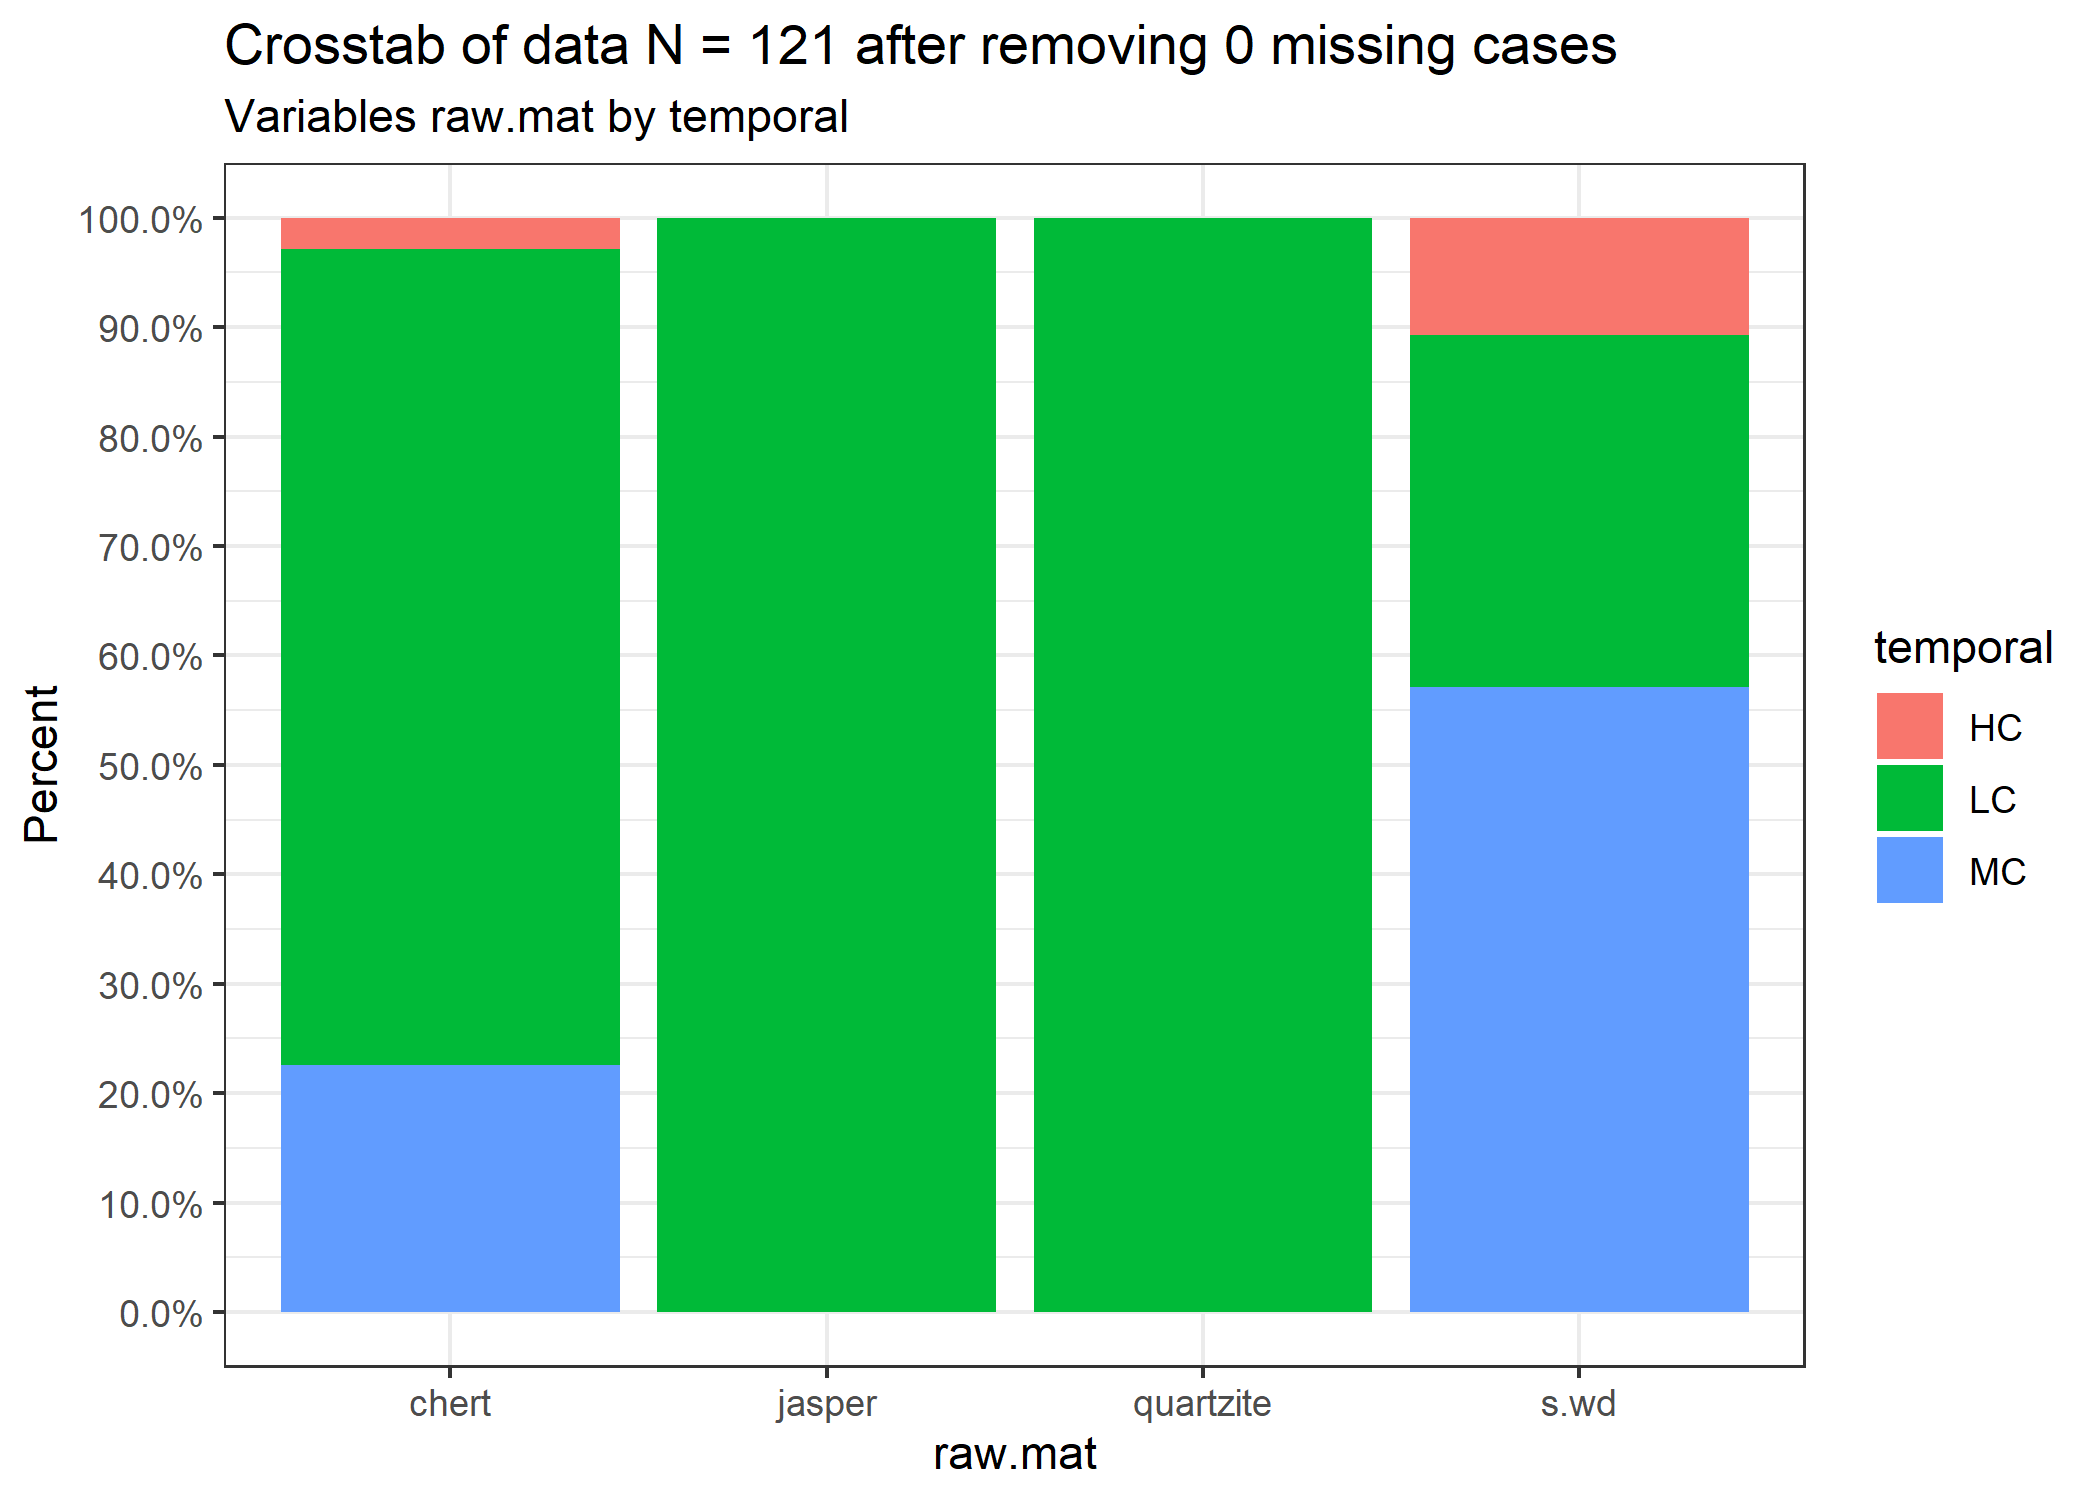 Crosstab of data N = 121 after removing 0 missing cases
Variables raw.mat by temporal
100.0%
90.0%
80.0%
70.0%
60.0%
50.0%
40.0%
30.0%
20.0%
10.0%
0.0%
Percent
chert jasper quartzite s.wd
raw.mat
temporal
HC
LC
MC